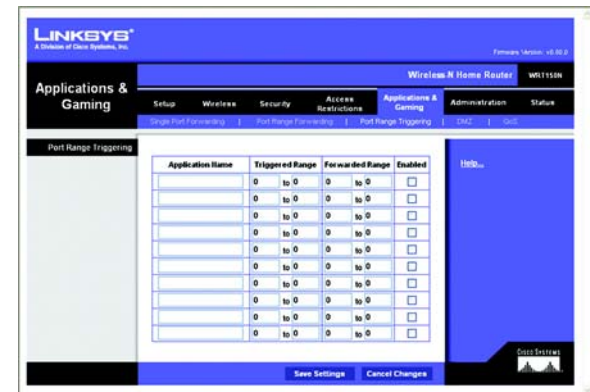 LINKSYS®
A Division of Cisco Systems, Inc.
Firmware Version: v0.60.0
Wireless-N Home Router WRT150N
Applications & Gaming
Setup Wireless Security Access Restrictions Applications & Gaming Administration Status
Single Port Forwarding | Port Range Forwarding | Port Range Triggering | DMZ | QoS
Port Range Triggering
Application Name Triggered Range Forwarded Range Enabled
Help...
0 to 0 0 to 0
0 to 0 0 to 0
0 to 0 0 to 0
0 to 0 0 to 0
0 to 0 0 to 0
0 to 0 0 to 0
0 to 0 0 to 0
0 to 0 0 to 0
0 to 0 0 to 0
0 to 0 0 to 0
Save Settings Cancel Changes
CISCO SYSTEMS